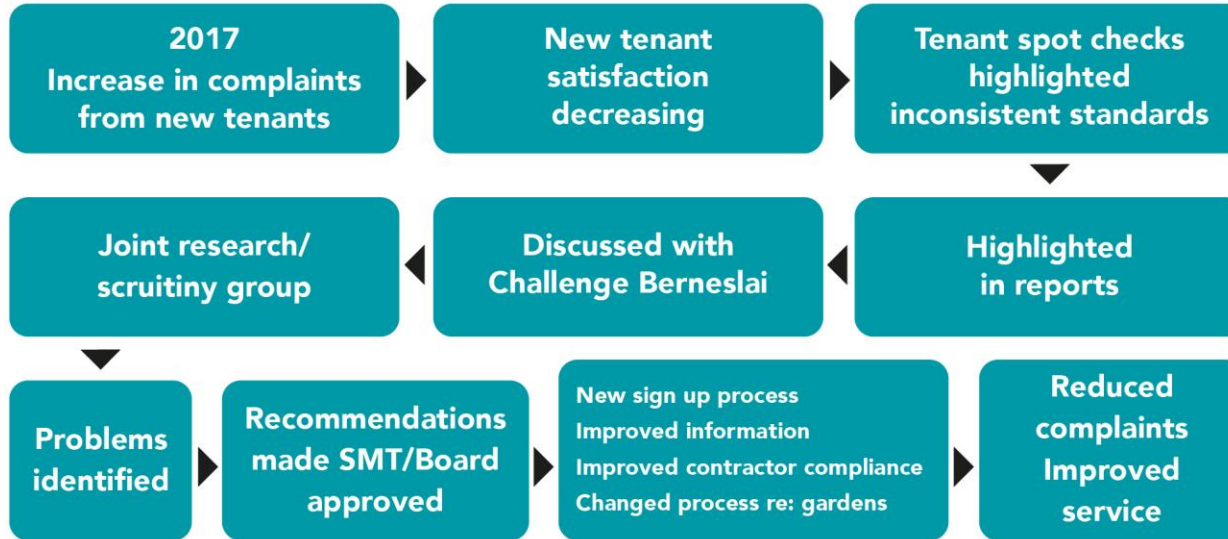 2017
Increase in complaints
from new tenants
New tenant
satisfaction
decreasing
Tenant spot checks
highlighted
inconsistent standards
Highlighted
in reports
Discussed with
Challenge Berneslai
Joint research/
scruitiny group
Problems
identified
Recommendations
made SMT/Board
approved
New sign up process
Improved information
Improved contractor compliance
Changed process re: gardens
Reduced
complaints
Improved
service